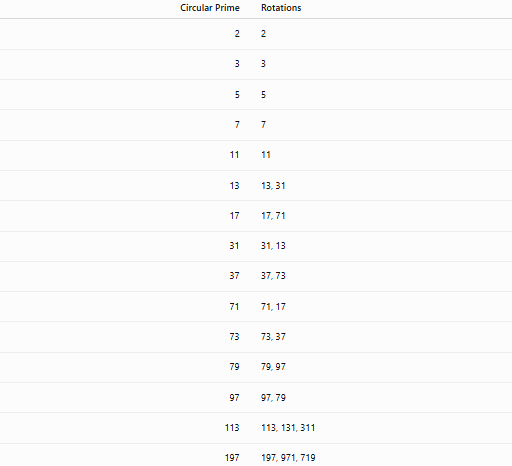 Circular Prime Rotations
2 2
3 3
5 5
7 7
11 11
13 13, 31
17 17, 71
31 31, 13
37 37, 73
71 71, 17
73 73, 37
79 79, 97
97 97, 79
113 113, 131, 311
197 197, 971, 719